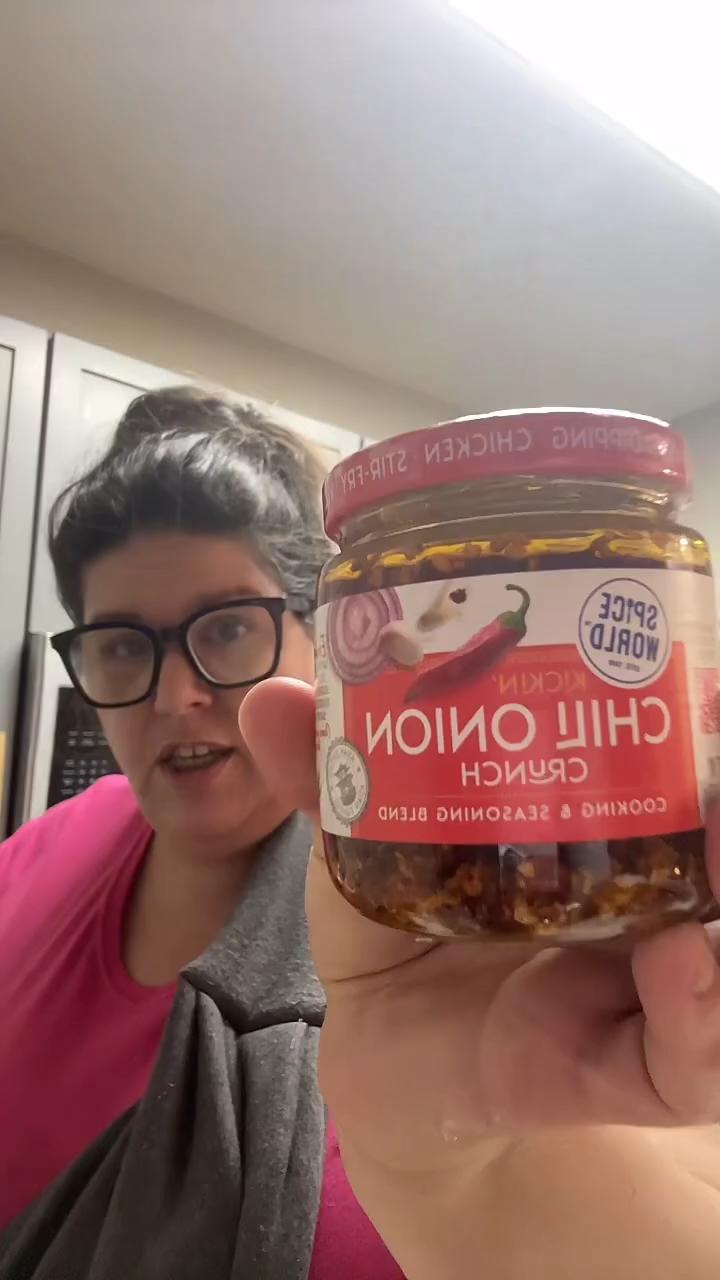 DIPPING CHICKEN STIR-FRY
SPICE
WORLD
KICKIN'
CHILI ONION
CRUNCH
COOKING & SEASONING BLEND